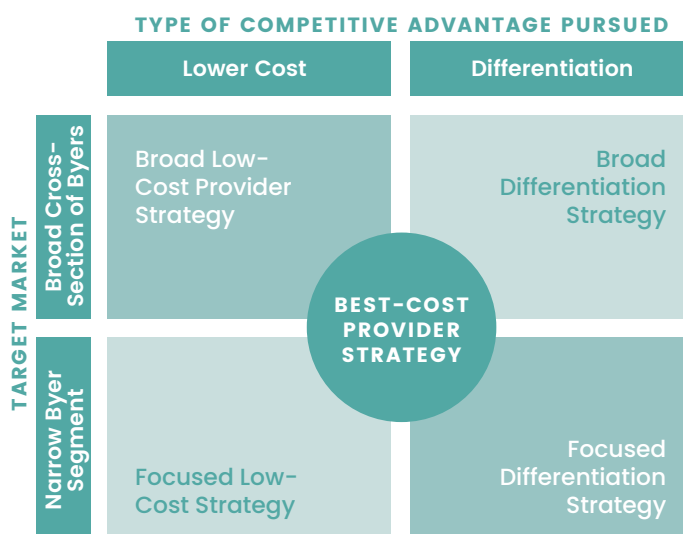 TYPE OF COMPETITIVE ADVANTAGE PURSUED
Lower Cost
Differentiation
TARGET MARKET
Broad Cross-
Section of Byers
Broad Low-
Cost Provider
Strategy
Broad
Differentiation
Strategy
BEST-COST
PROVIDER
STRATEGY
Narrow Byer
Segment
Focused Low-
Cost Strategy
Focused
Differentiation
Strategy